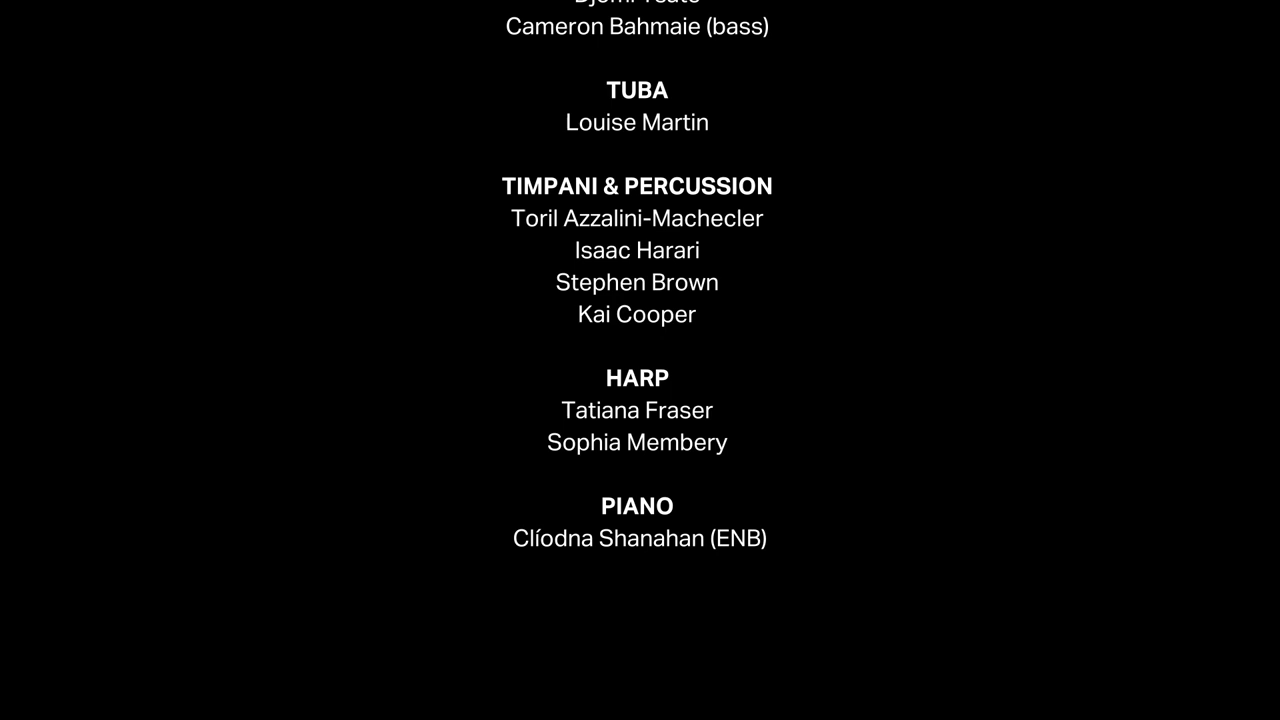 Cameron Bahmaie (bass)
TUBA
Louise Martin
TIMPANI & PERCUSSION
Toril Azzalini-Machecler
Isaac Harari
Stephen Brown
Kai Cooper
HARP
Tatiana Fraser
Sophia Membery
PIANO
Clíodna Shanahan (ENB)